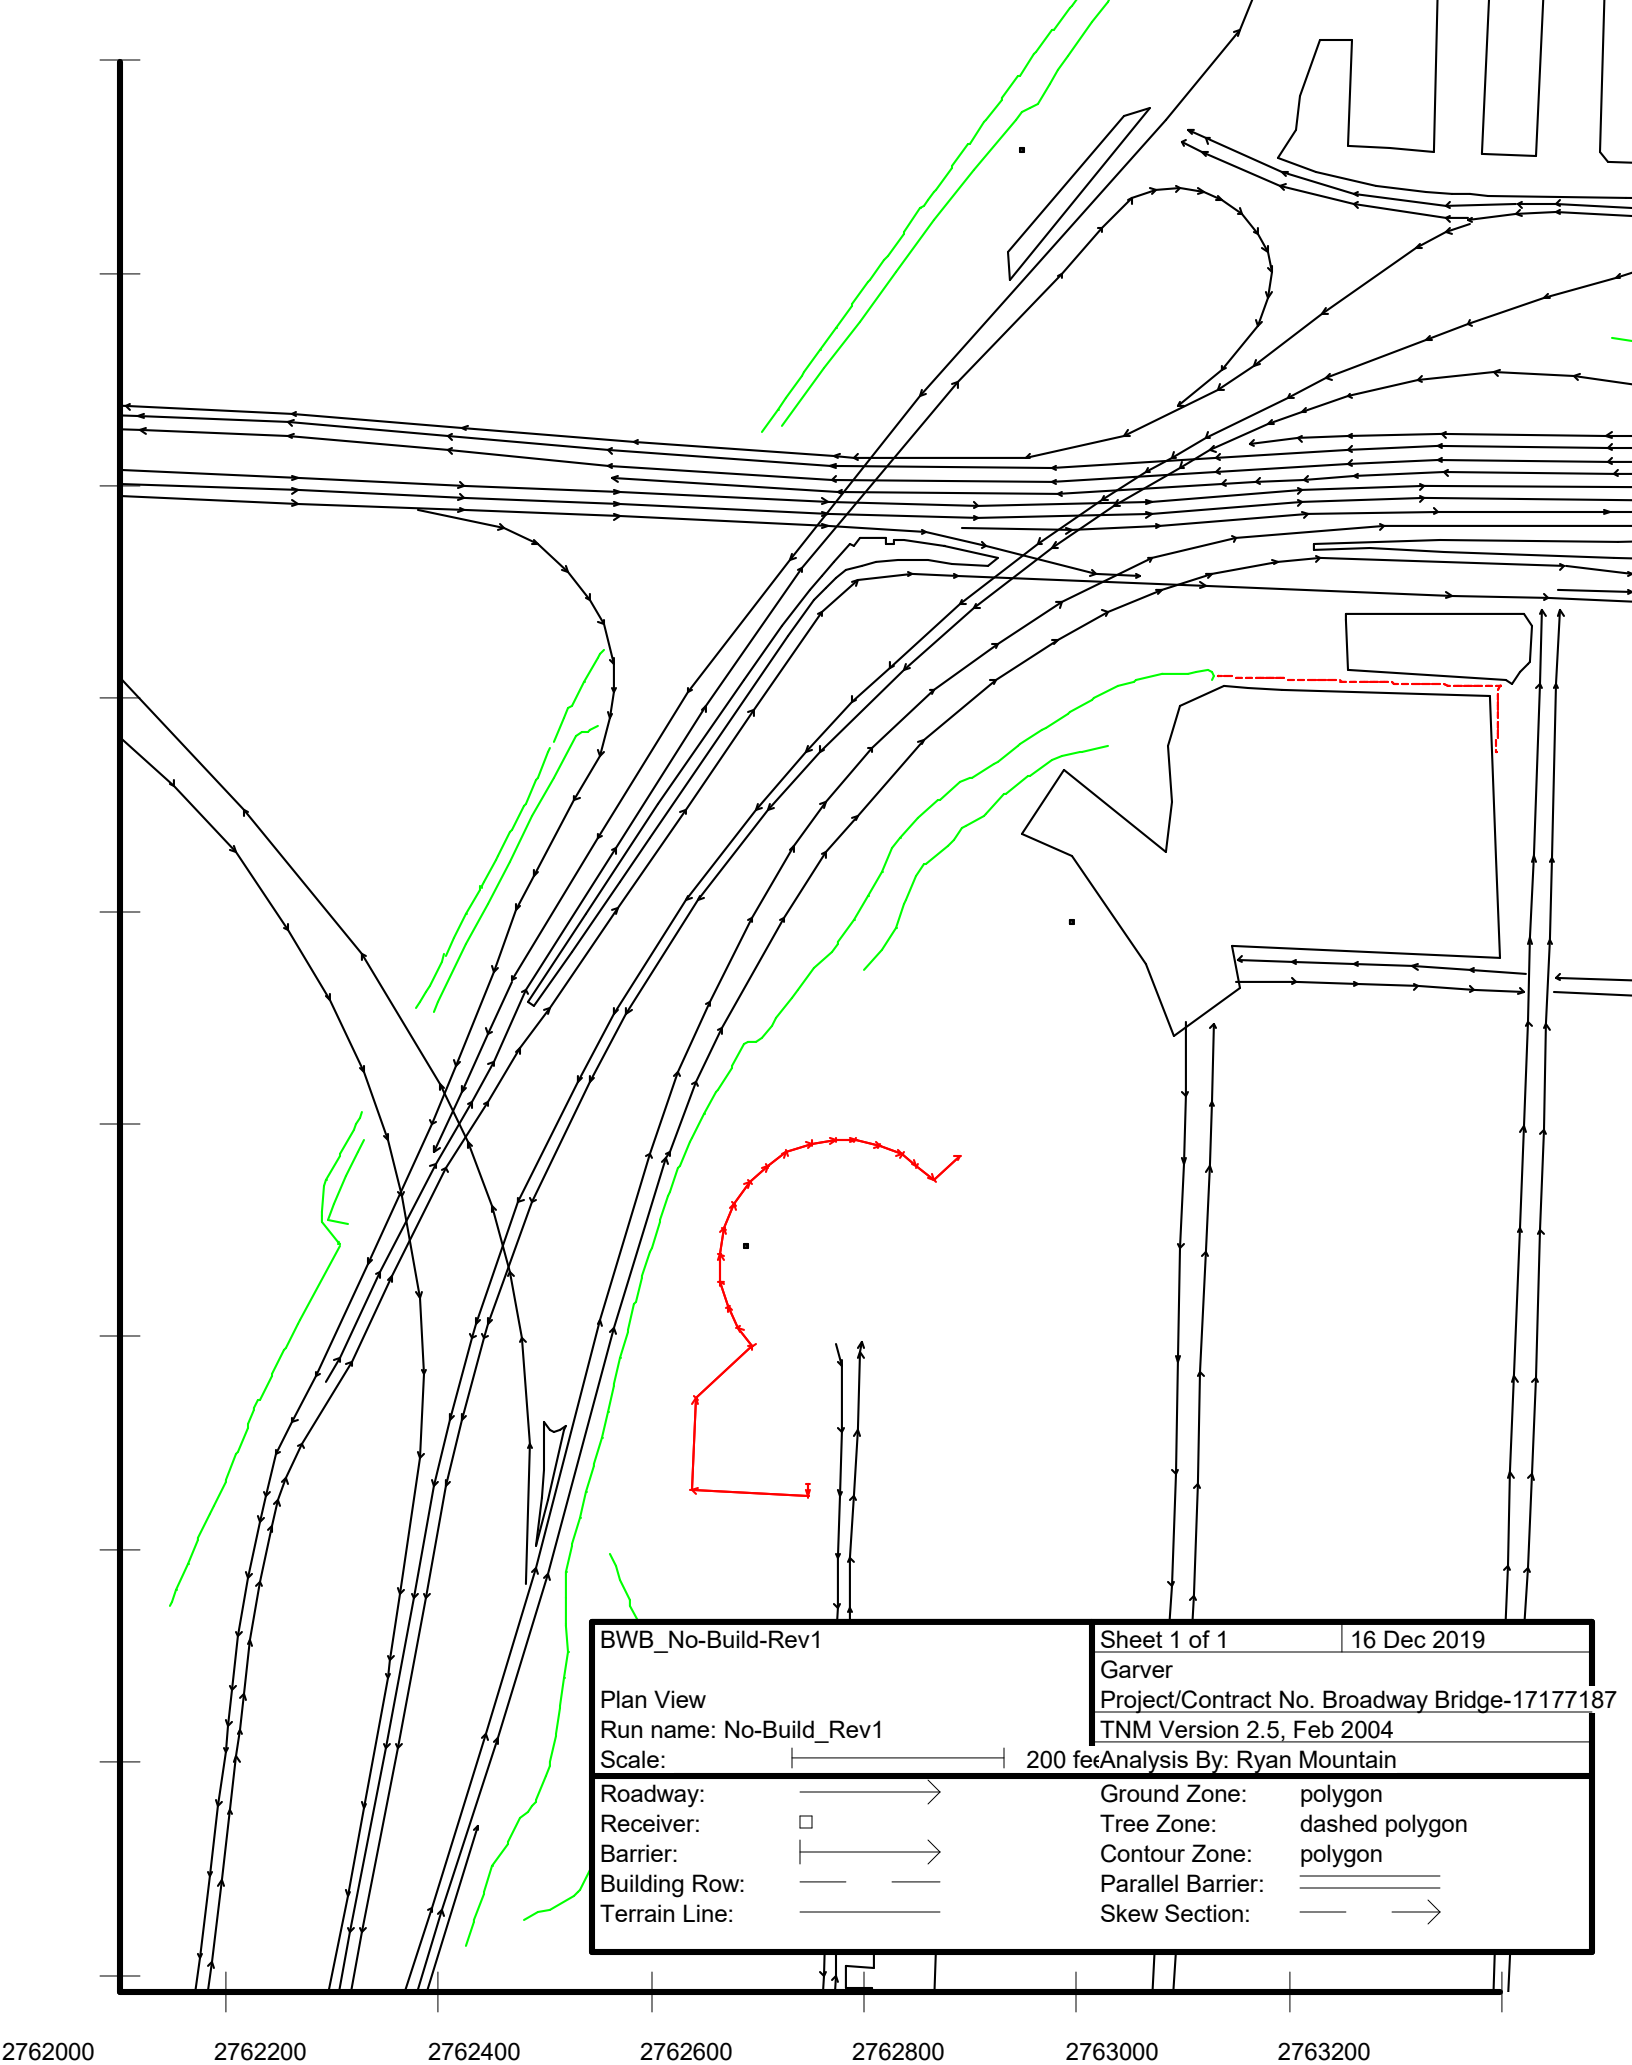 BWB_No-Build-Rev1
Sheet 1 of 1 16 Dec 2019
Garver
Plan View
Project/Contract No. Broadway Bridge-17177187
Run name: No-Build_Rev1
TNM Version 2.5, Feb 2004
Scale: 200 fee
Analysis By: Ryan Mountain
Roadway:
Ground Zone: polygon
Receiver:
Tree Zone: dashed polygon
Barrier:
Contour Zone: polygon
Building Row:
Parallel Barrier:
Terrain Line:
Skew Section:
2762000 2762200 2762400 2762600 2762800 2763000 2763200